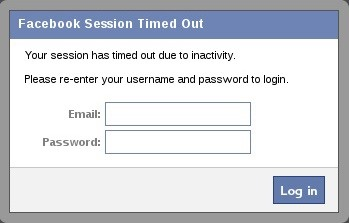 Facebook Session Timed Out
Your session has timed out due to inactivity.
Please re-enter your username and password to login.
Email:
Password:
Log in